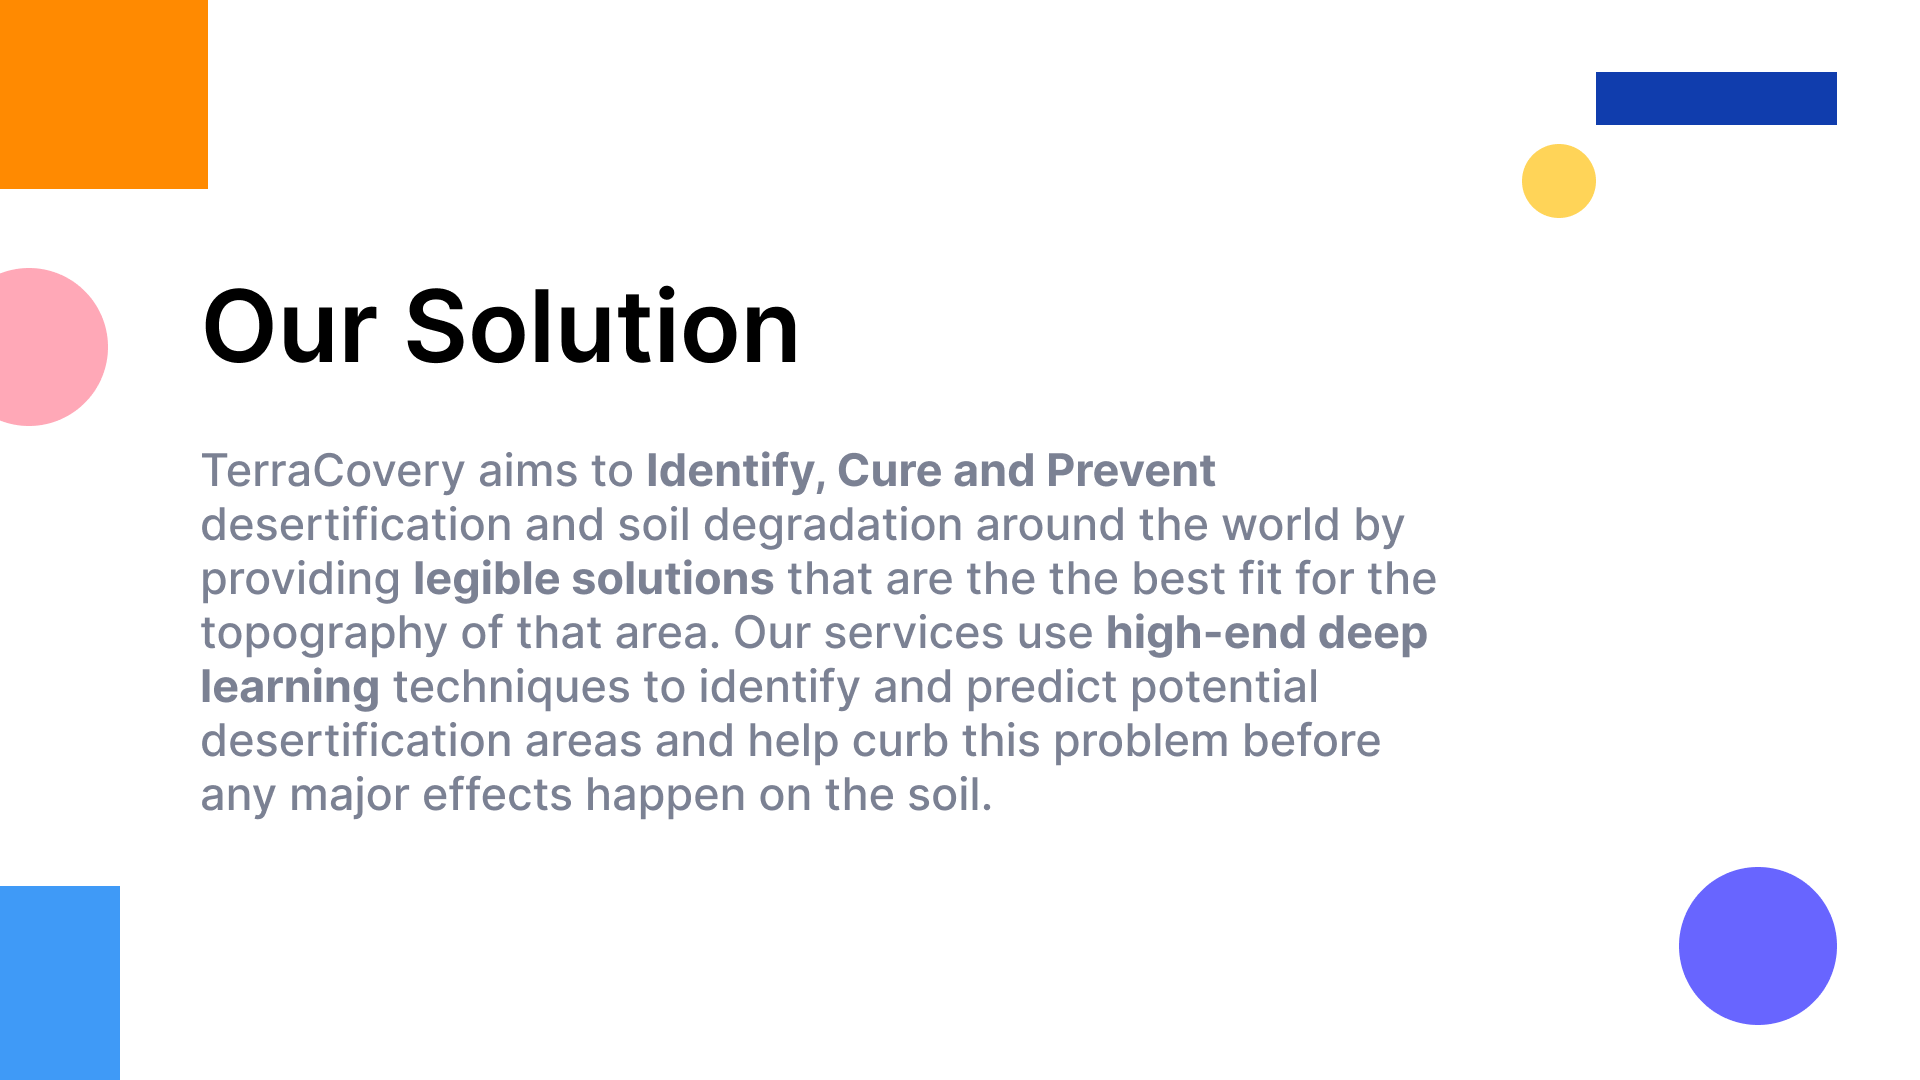 Our Solution
TerraCovery aims to Identify, Cure and Prevent
desertification and soil degradation around the world by
providing legible solutions that are the the best fit for the
topography of that area. Our services use high-end deep
learning techniques to identify and predict potential
desertification areas and help curb this problem before
any major effects happen on the soil.